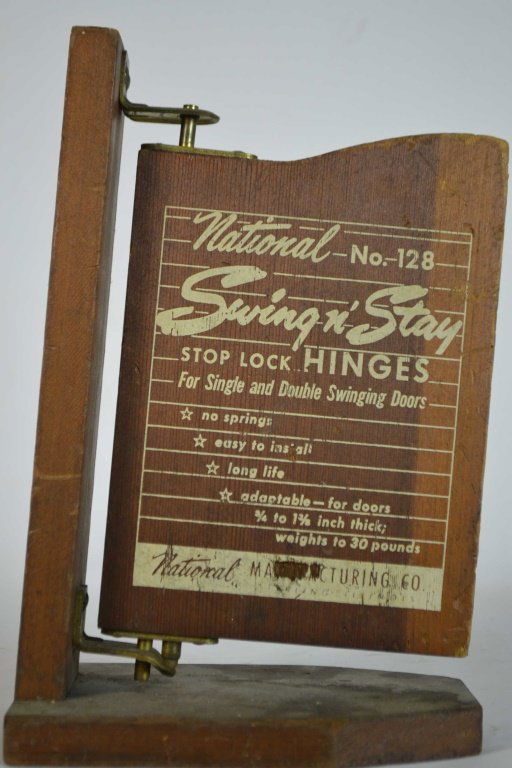 National No. 128
Swing n' Stay
STOP LOCK HINGES
For Single and Double Swinging Doors
☆ no springs
☆ easy to install
☆ long life
☆ adaptable — for doors
¾ to 1⅜ inch thick;
weights to 30 pounds
National MANUFACTURING CO.